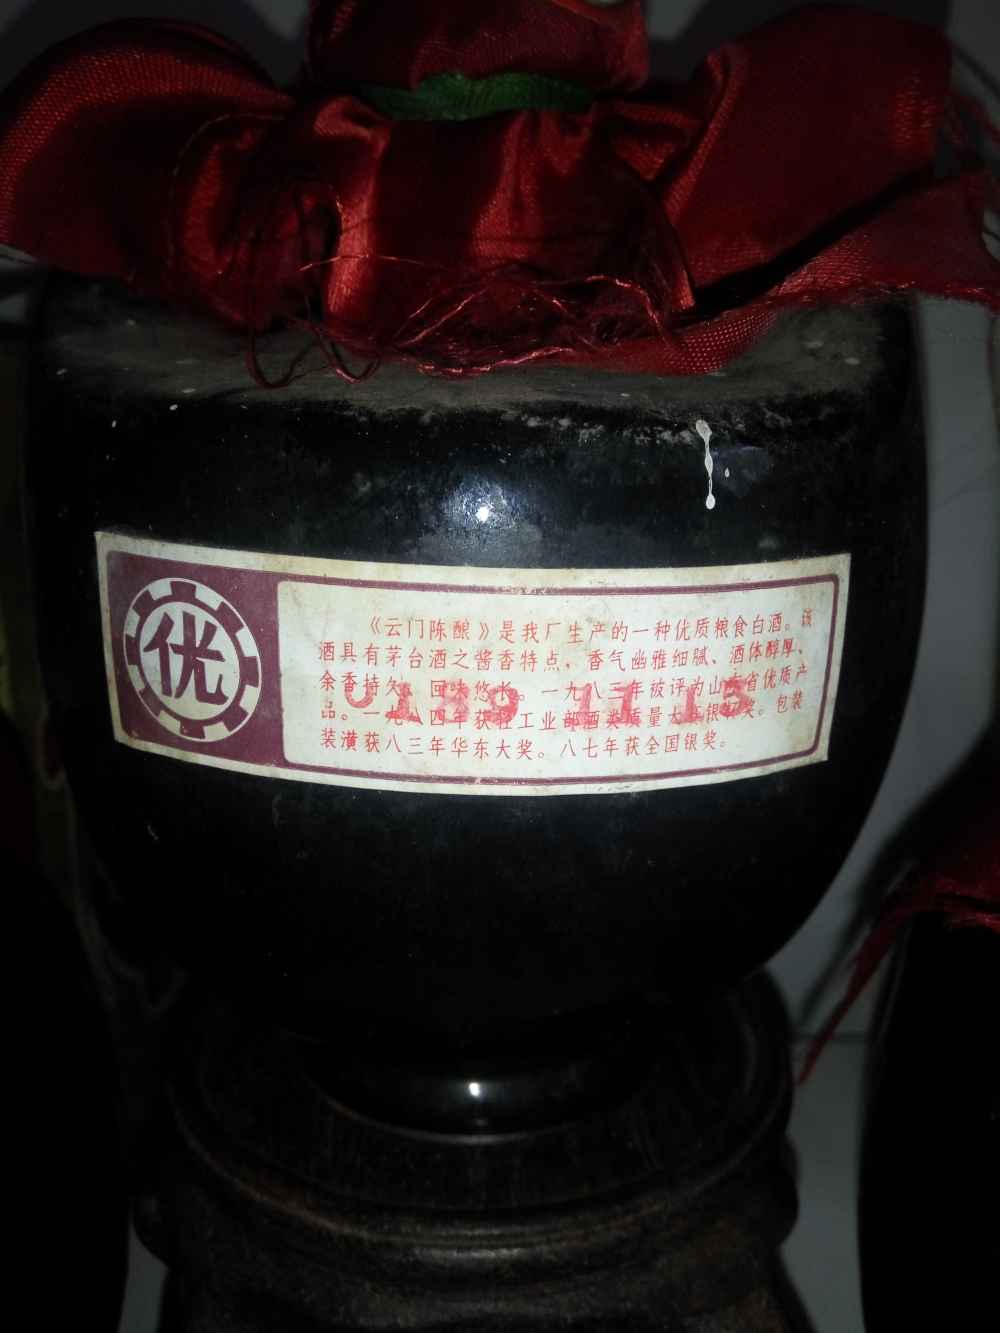 优
《云门陈酿》是我厂生产的一种优质粮食白酒。该
酒具有茅台酒之酱香特点，香气幽雅细腻、酒体醇厚、
余香持久、回味悠长。一九八三年被评为山东省优质产
品。一九八四年获轻工业部酒类质量大赛银杯奖。包装
装潢获八三年华东大奖。八七年获全国银奖。